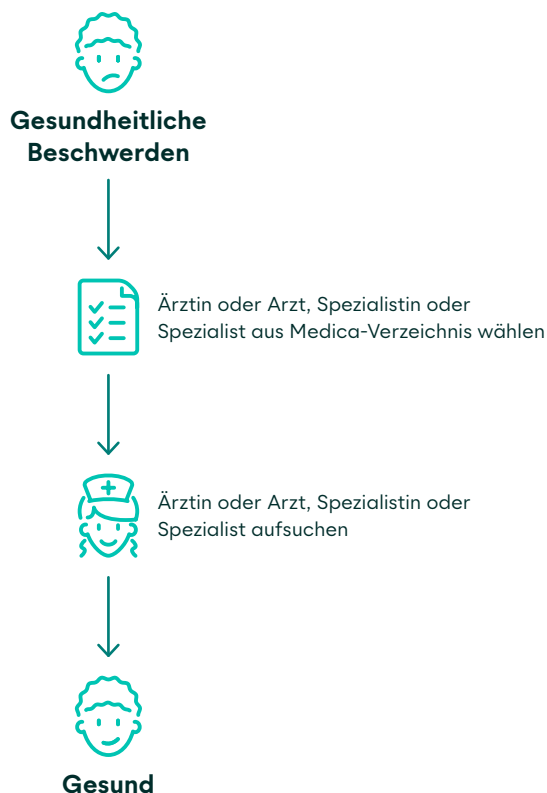 Gesundheitliche
Beschwerden
Ärztin oder Arzt, Spezialistin oder
Spezialist aus Medica-Verzeichnis wählen
Ärztin oder Arzt, Spezialistin oder
Spezialist aufsuchen
Gesund